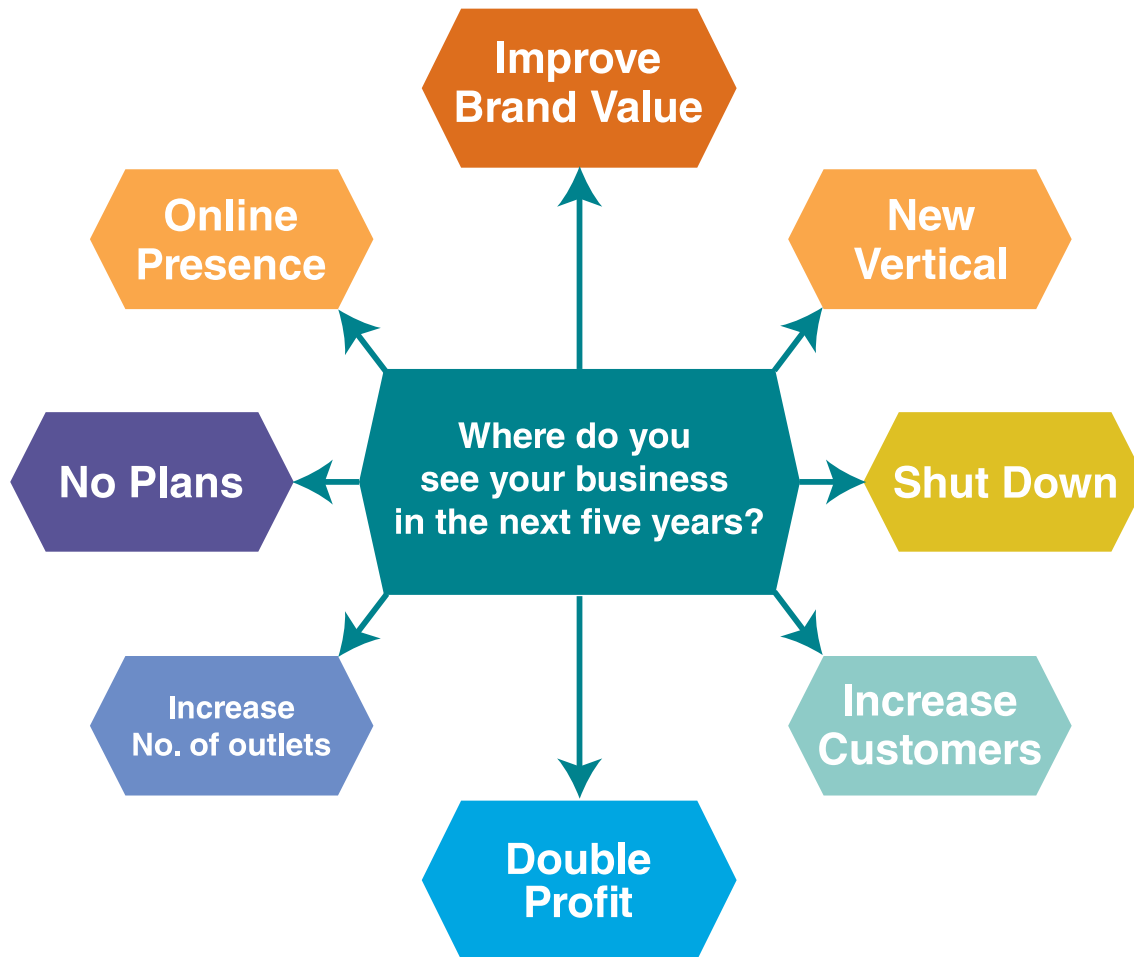 Improve
Brand Value
Online
Presence
New
Vertical
Where do you
see your business
in the next five years?
No Plans
Shut Down
Increase
No. of outlets
Increase
Customers
Double
Profit